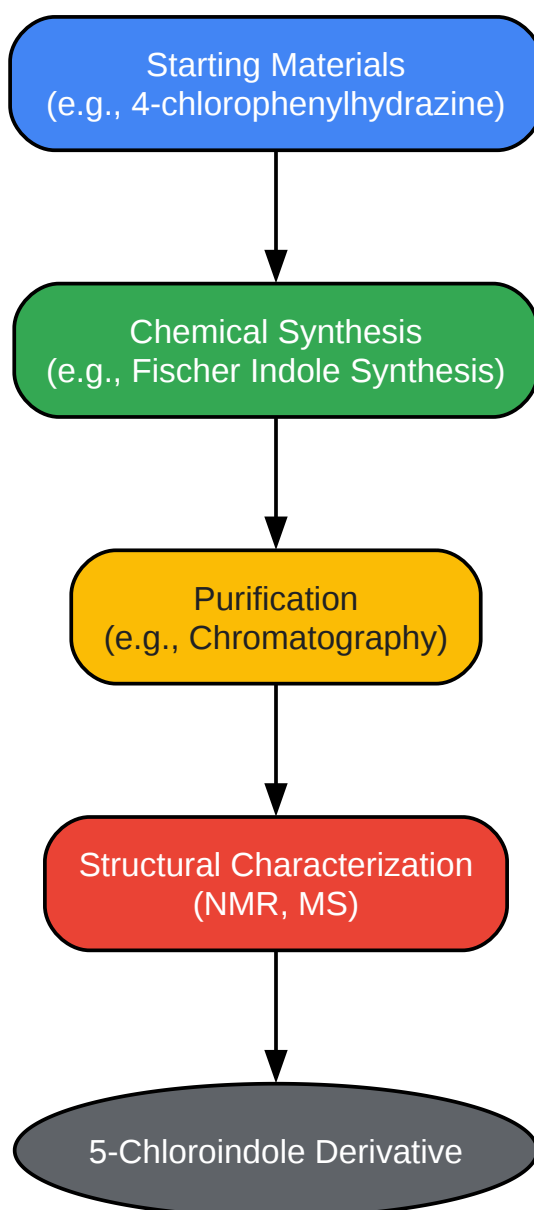 Starting Materials
(e.g., 4-chlorophenylhydrazine)
Chemical Synthesis
(e.g., Fischer Indole Synthesis)
Purification
(e.g., Chromatography)
Structural Characterization
(NMR, MS)
5-Chloroindole Derivative